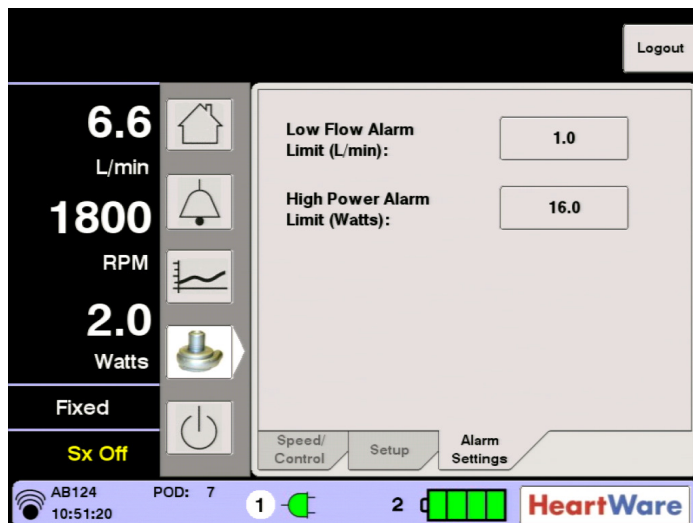 Logout
6.6
L/min
1800
RPM
2.0
Watts
Fixed
Sx Off
Low Flow Alarm
Limit (L/min):
1.0
High Power Alarm
Limit (Watts):
16.0
Speed/
Control
Setup
Alarm
Settings
AB124 POD: 7
10:51:20
1
2
HeartWare